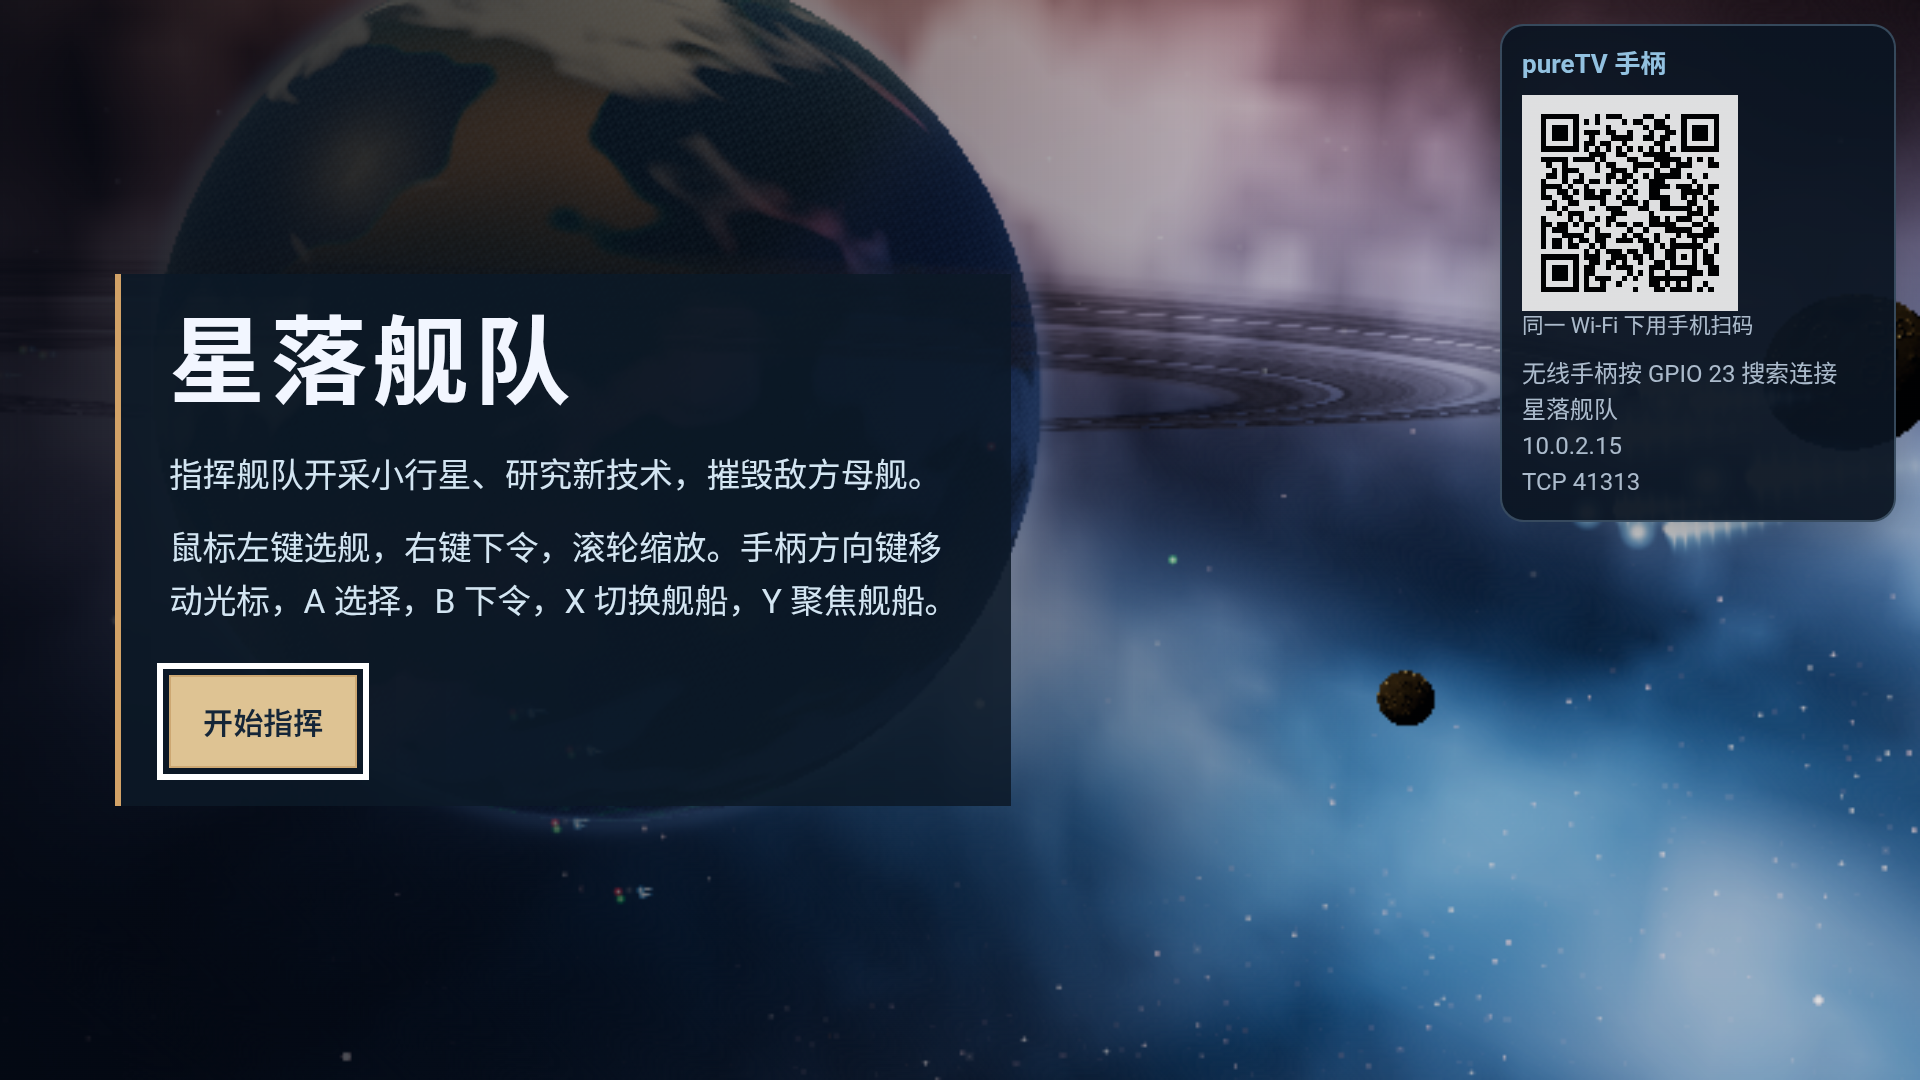 星落舰队
指挥舰队开采小行星、研究新技术，摧毁敌方母舰。
鼠标左键选舰，右键下令，滚轮缩放。手柄方向键移
动光标，A 选择，B 下令，X 切换舰船，Y 聚焦舰船。
开始指挥
pureTV 手柄
同一 Wi-Fi 下用手机扫码
无线手柄按 GPIO 23 搜索连接
星落舰队
10.0.2.15
TCP 41313